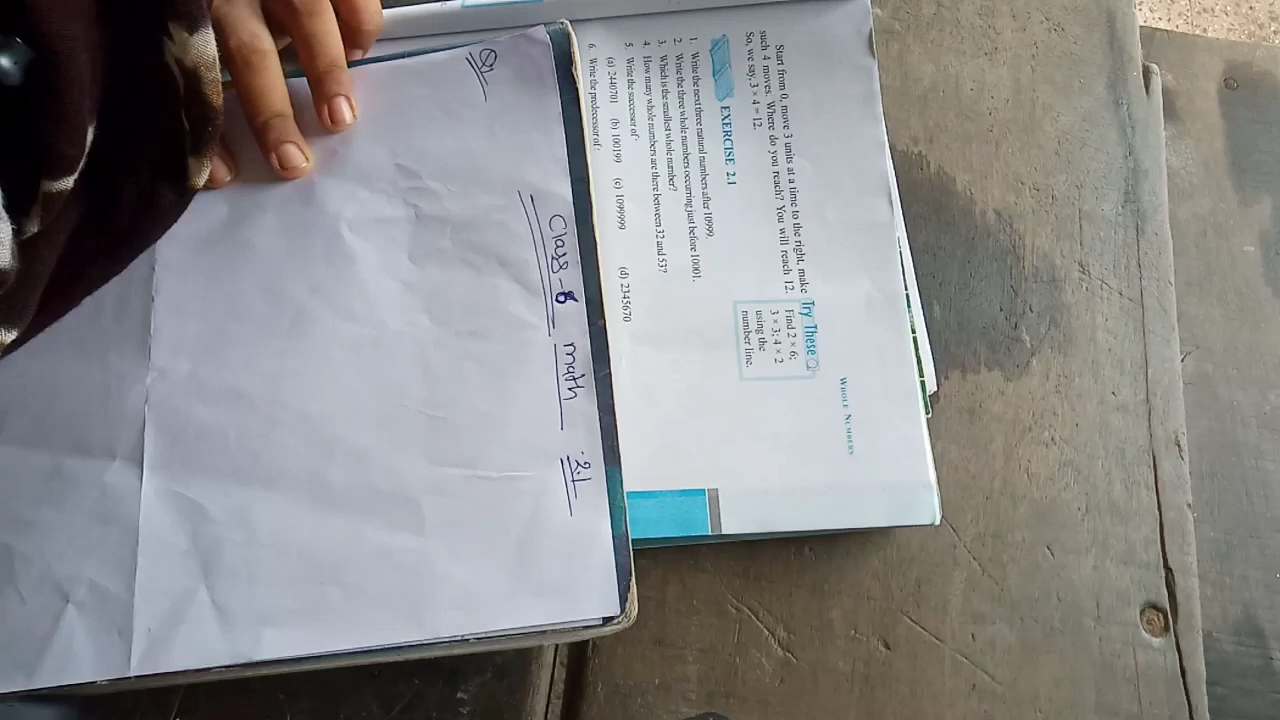 WHOLE NUMBERS
Start from 0, move 3 units at a time to the right, make
such 4 moves. Where do you reach? You will reach 12.
So, we say, 3 × 4 = 12.
Try These
Find 2 × 6;
3 × 3; 4 × 2
using the
number line.
EXERCISE 2.1
1. Write the next three natural numbers after 10999.
2. Write the three whole numbers occurring just before 10001.
3. Which is the smallest whole number?
4. How many whole numbers are there between 32 and 53?
5. Write the successor of :
(a) 2440701 (b) 100199 (c) 1099999 (d) 2345670
6. Write the predecessor of :
Class-6 math 2.1
Q1